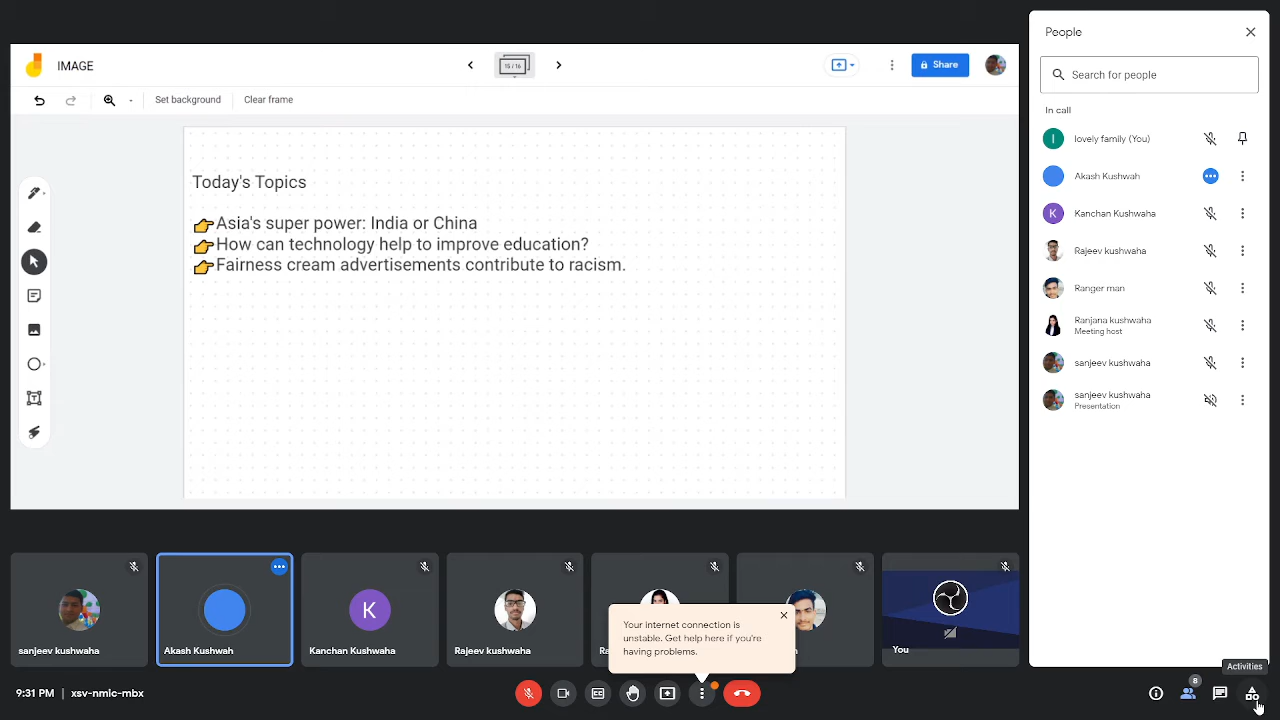 IMAGE
15 / 16
Share
Set background
Clear frame
Today's Topics
👉Asia's super power: India or China
👉How can technology help to improve education?
👉Fairness cream advertisements contribute to racism.
People
Search for people
In call
lovely family (You)
Akash Kushwah
K
Kanchan Kushwaha
Rajeev kushwaha
Ranger man
Ranjana kushwaha
Meeting host
sanjeev kushwaha
sanjeev kushwaha
Presentation
sanjeev kushwaha
Akash Kushwah
K
Kanchan Kushwaha
Rajeev kushwaha
Your internet connection is
unstable. Get help here if you're
having problems.
You
Activities
9:31 PM | xsv-nmlc-mbx
8